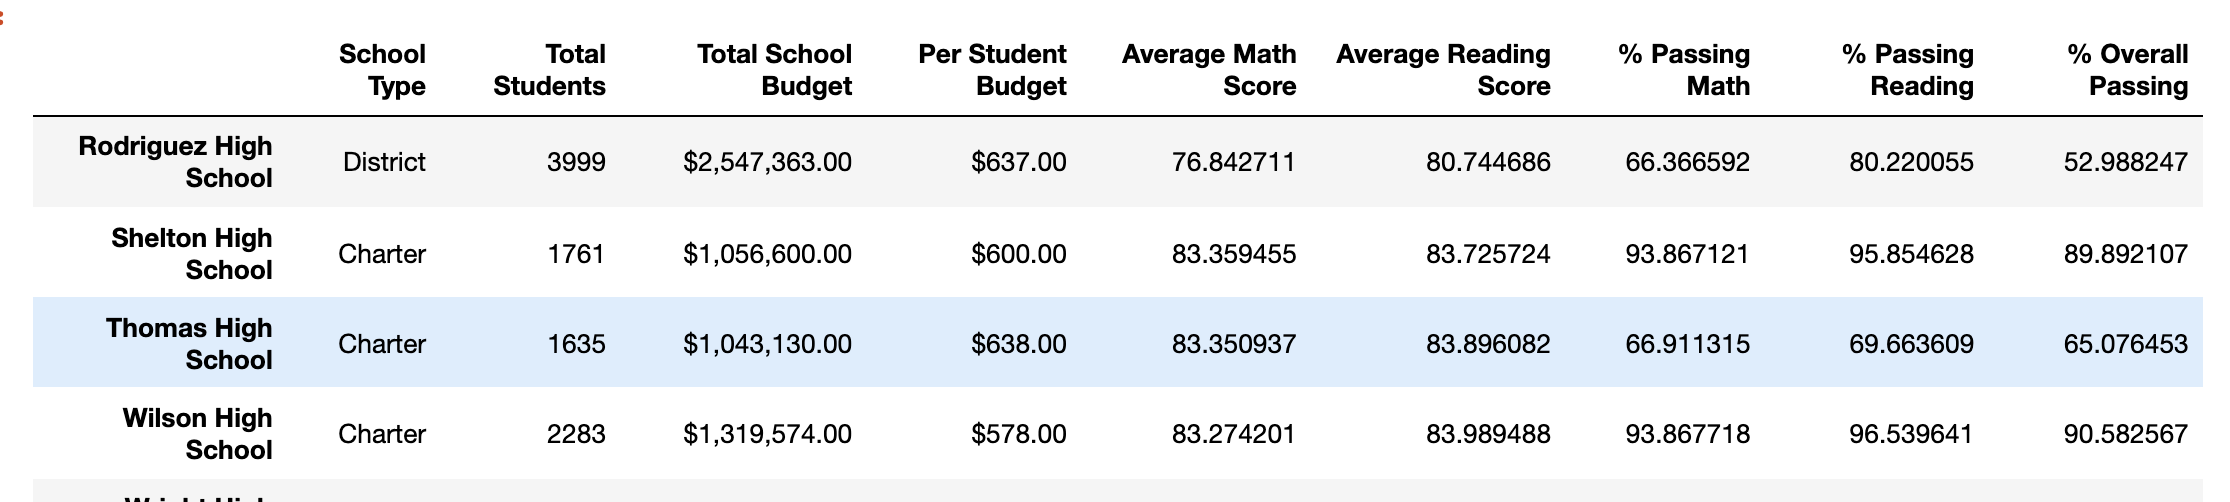 School Type Total Students Total School Budget Per Student Budget Average Math Score Average Reading Score % Passing Math % Passing Reading % Overall Passing
Rodriguez High School District 3999 $2,547,363.00 $637.00 76.842711 80.744686 66.366592 80.220055 52.988247
Shelton High School Charter 1761 $1,056,600.00 $600.00 83.359455 83.725724 93.867121 95.854628 89.892107
Thomas High School Charter 1635 $1,043,130.00 $638.00 83.350937 83.896082 66.911315 69.663609 65.076453
Wilson High School Charter 2283 $1,319,574.00 $578.00 83.274201 83.989488 93.867718 96.539641 90.582567
Wright High